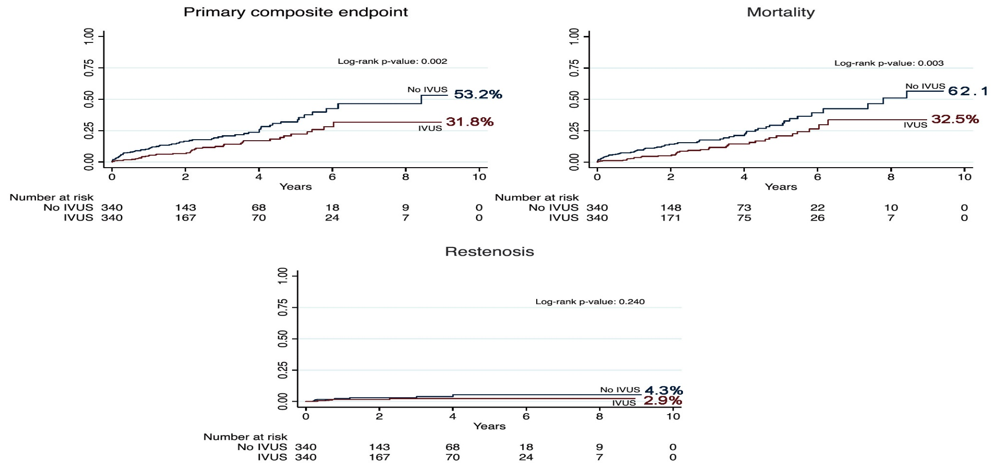 Primary composite endpoint
1.00
0.75
0.50
0.25
0.00
Log-rank p-value: 0.002
No IVUS 53.2%
IVUS 31.8%
0 2 4 6 8 10
Years
Number at risk
No IVUS 340 143 68 18 9 0
IVUS 340 167 70 24 7 0
Mortality
1.00
0.75
0.50
0.25
0.00
Log-rank p-value: 0.003
No IVUS 62.1
IVUS 32.5%
0 2 4 6 8 10
Years
Number at risk
No IVUS 340 148 73 22 10 0
IVUS 340 171 75 26 7 0
Restenosis
1.00
0.75
0.50
0.25
0.00
Log-rank p-value: 0.240
No IVUS 4.3%
IVUS 2.9%
0 2 4 6 8 10
Years
Number at risk
No IVUS 340 143 68 18 9 0
IVUS 340 167 70 24 7 0